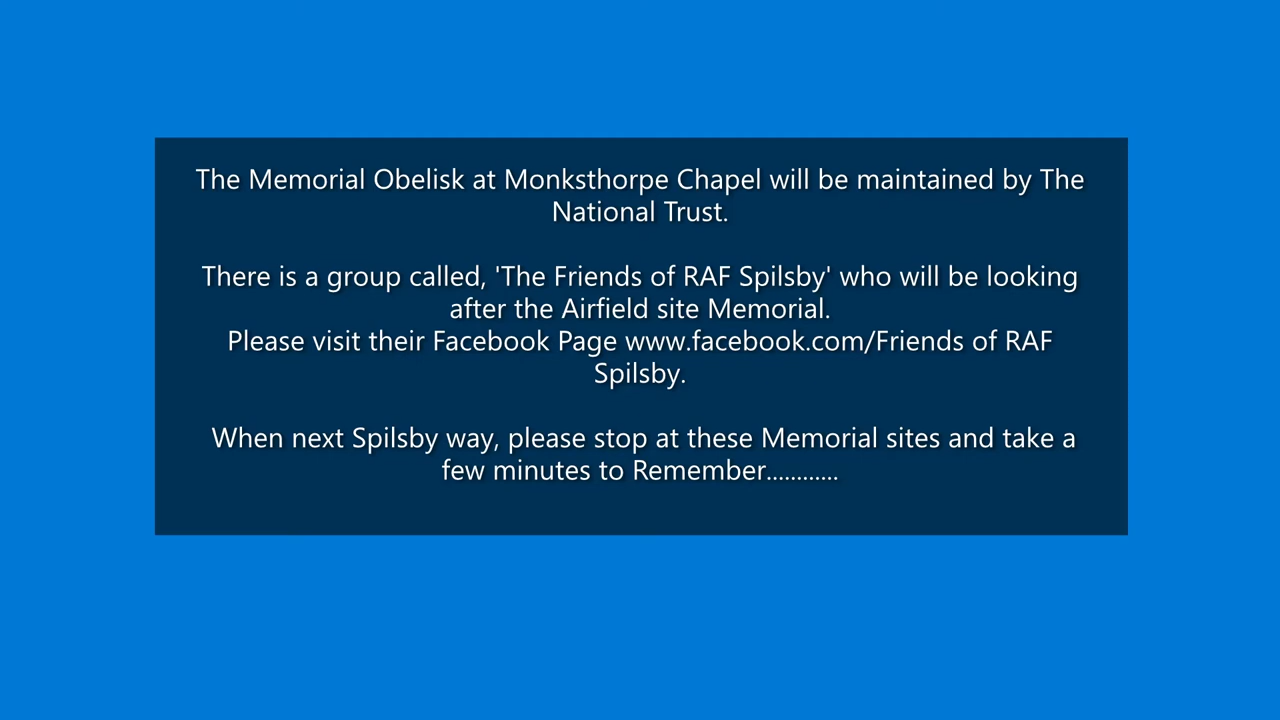 The Memorial Obelisk at Monksthorpe Chapel will be maintained by The
National Trust.
There is a group called, 'The Friends of RAF Spilsby' who will be looking
after the Airfield site Memorial.
Please visit their Facebook Page www.facebook.com/Friends of RAF
Spilsby.
When next Spilsby way, please stop at these Memorial sites and take a
few minutes to Remember............